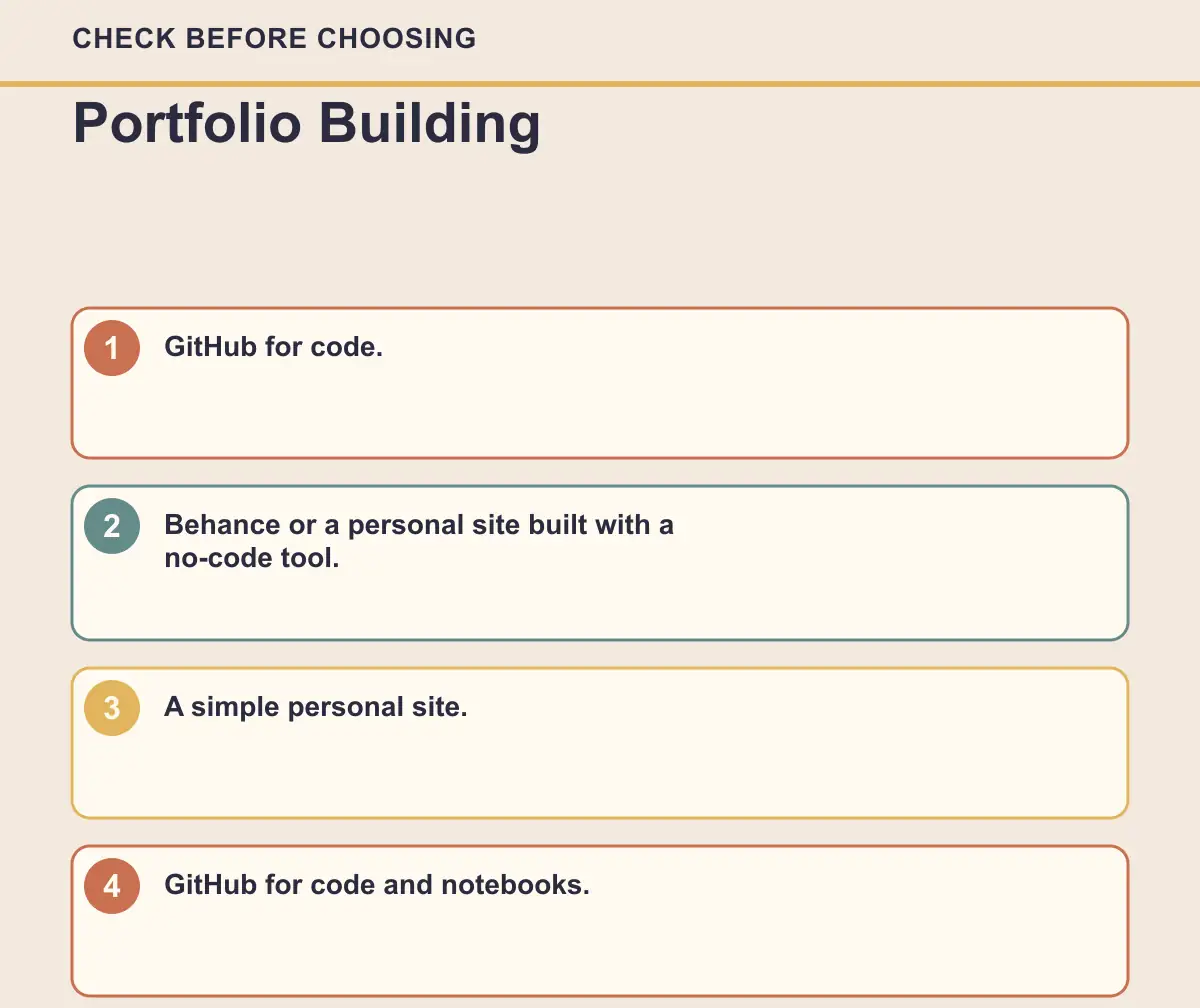 CHECK BEFORE CHOOSING
Portfolio Building
1
GitHub for code.
2
Behance or a personal site built with a
no-code tool.
3
A simple personal site.
4
GitHub for code and notebooks.